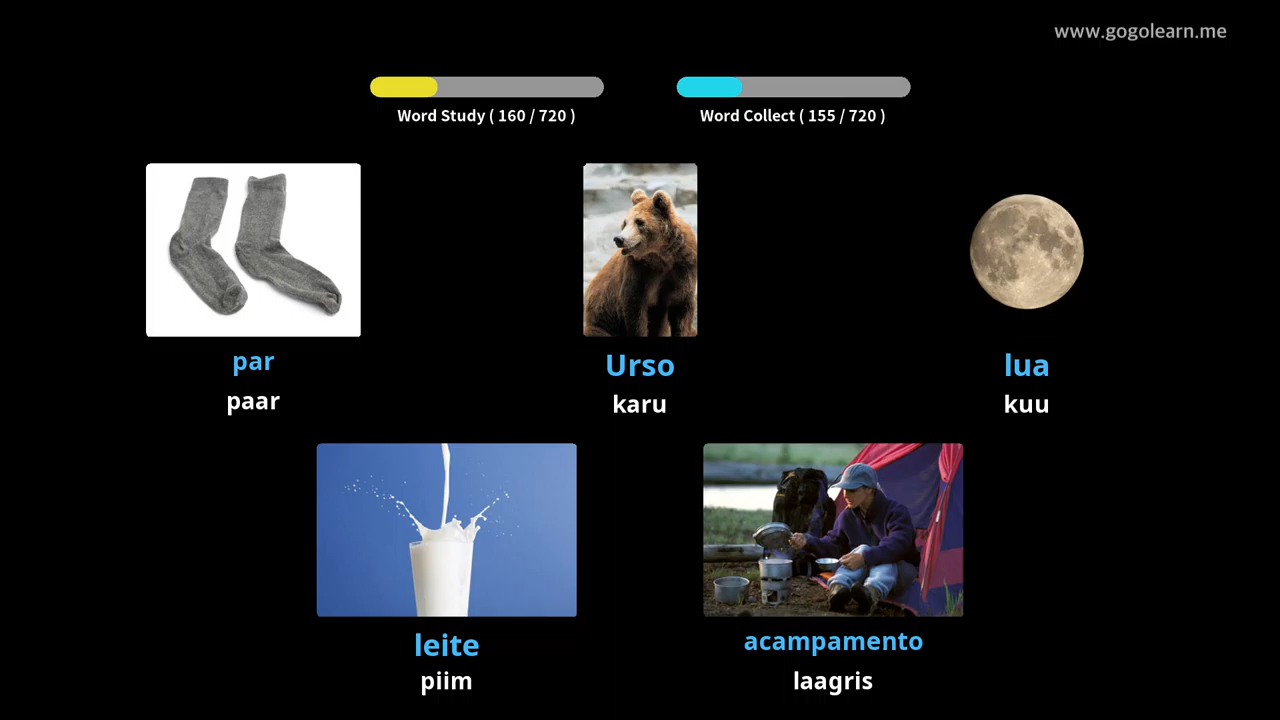 www.gogolearn.me
Word Study ( 160 / 720 )
Word Collect ( 155 / 720 )
par
paar
Urso
karu
lua
kuu
leite
piim
acampamento
laagris